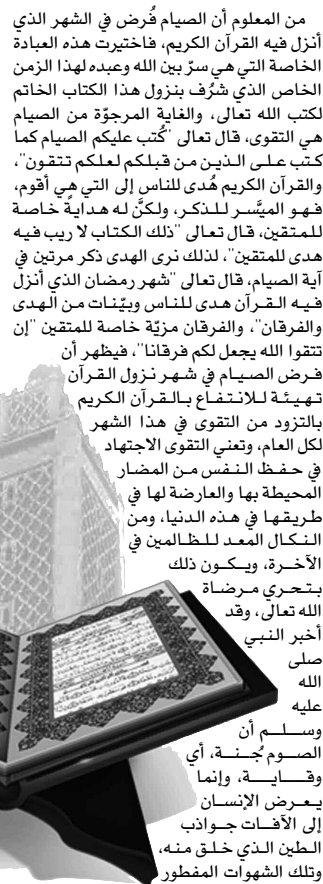 من المعلوم أن الصيام فُرض في الشهر الذي
أنزل فيه القرآن الكريم، فاختيرت هذه العبادة
الخاصة التي هي سرّ بين الله وعبده لهذا الزمن
الخاص الذي شرُف بنزول هذا الكتاب الخاتم
لكتب الله تعالى، والغاية المرجوّة من الصيام
هي التقوى، قال تعالى "كُتب عليكم الصيام كما
كتب على الذين من قبلكم لعلكم تتقون"،
والقرآن الكريم هُدى للناس إلى التي هي أقوم،
فهو الميَّسر للذكر، ولكنَّ له هدايةً خاصة
للمتقين، قال تعالى "ذلك الكتاب لا ريب فيه
هدى للمتقين"، لذلك نرى الهدى ذكر مرتين في
آية الصيام، قال تعالى "شهر رمضان الذي أنزل
فيه القرآن هدى للناس وبيّنات من الهدى
والفرقان"، والفرقان مزيّة خاصة للمتقين "إن
تتقوا الله يجعل لكم فرقانا"، فيظهر أن
فرض الصيام في شهر نزول القرآن
تهيئة للانتفاع بالقرآن الكريم
بالتزود من التقوى في هذا الشهر
لكل العام، وتعني التقوى الاجتهاد
في حفظ النفس من المضار
المحيطة بها والعارضة لها في
طريقها في هذه الدنيا، ومن
النكال المعد للظالمين في
الآخرة، ويكون ذلك
بتحري مرضاة
الله تعالى، وقد
أخبر النبي
صلى
الله
عليه
وسلم أن
الصوم جُنة، أي
وقاية، وإنما
يعرض الإنسان
إلى الآفات جواذب
الطين الذي خلق منه،
وتلك الشهوات المفطور